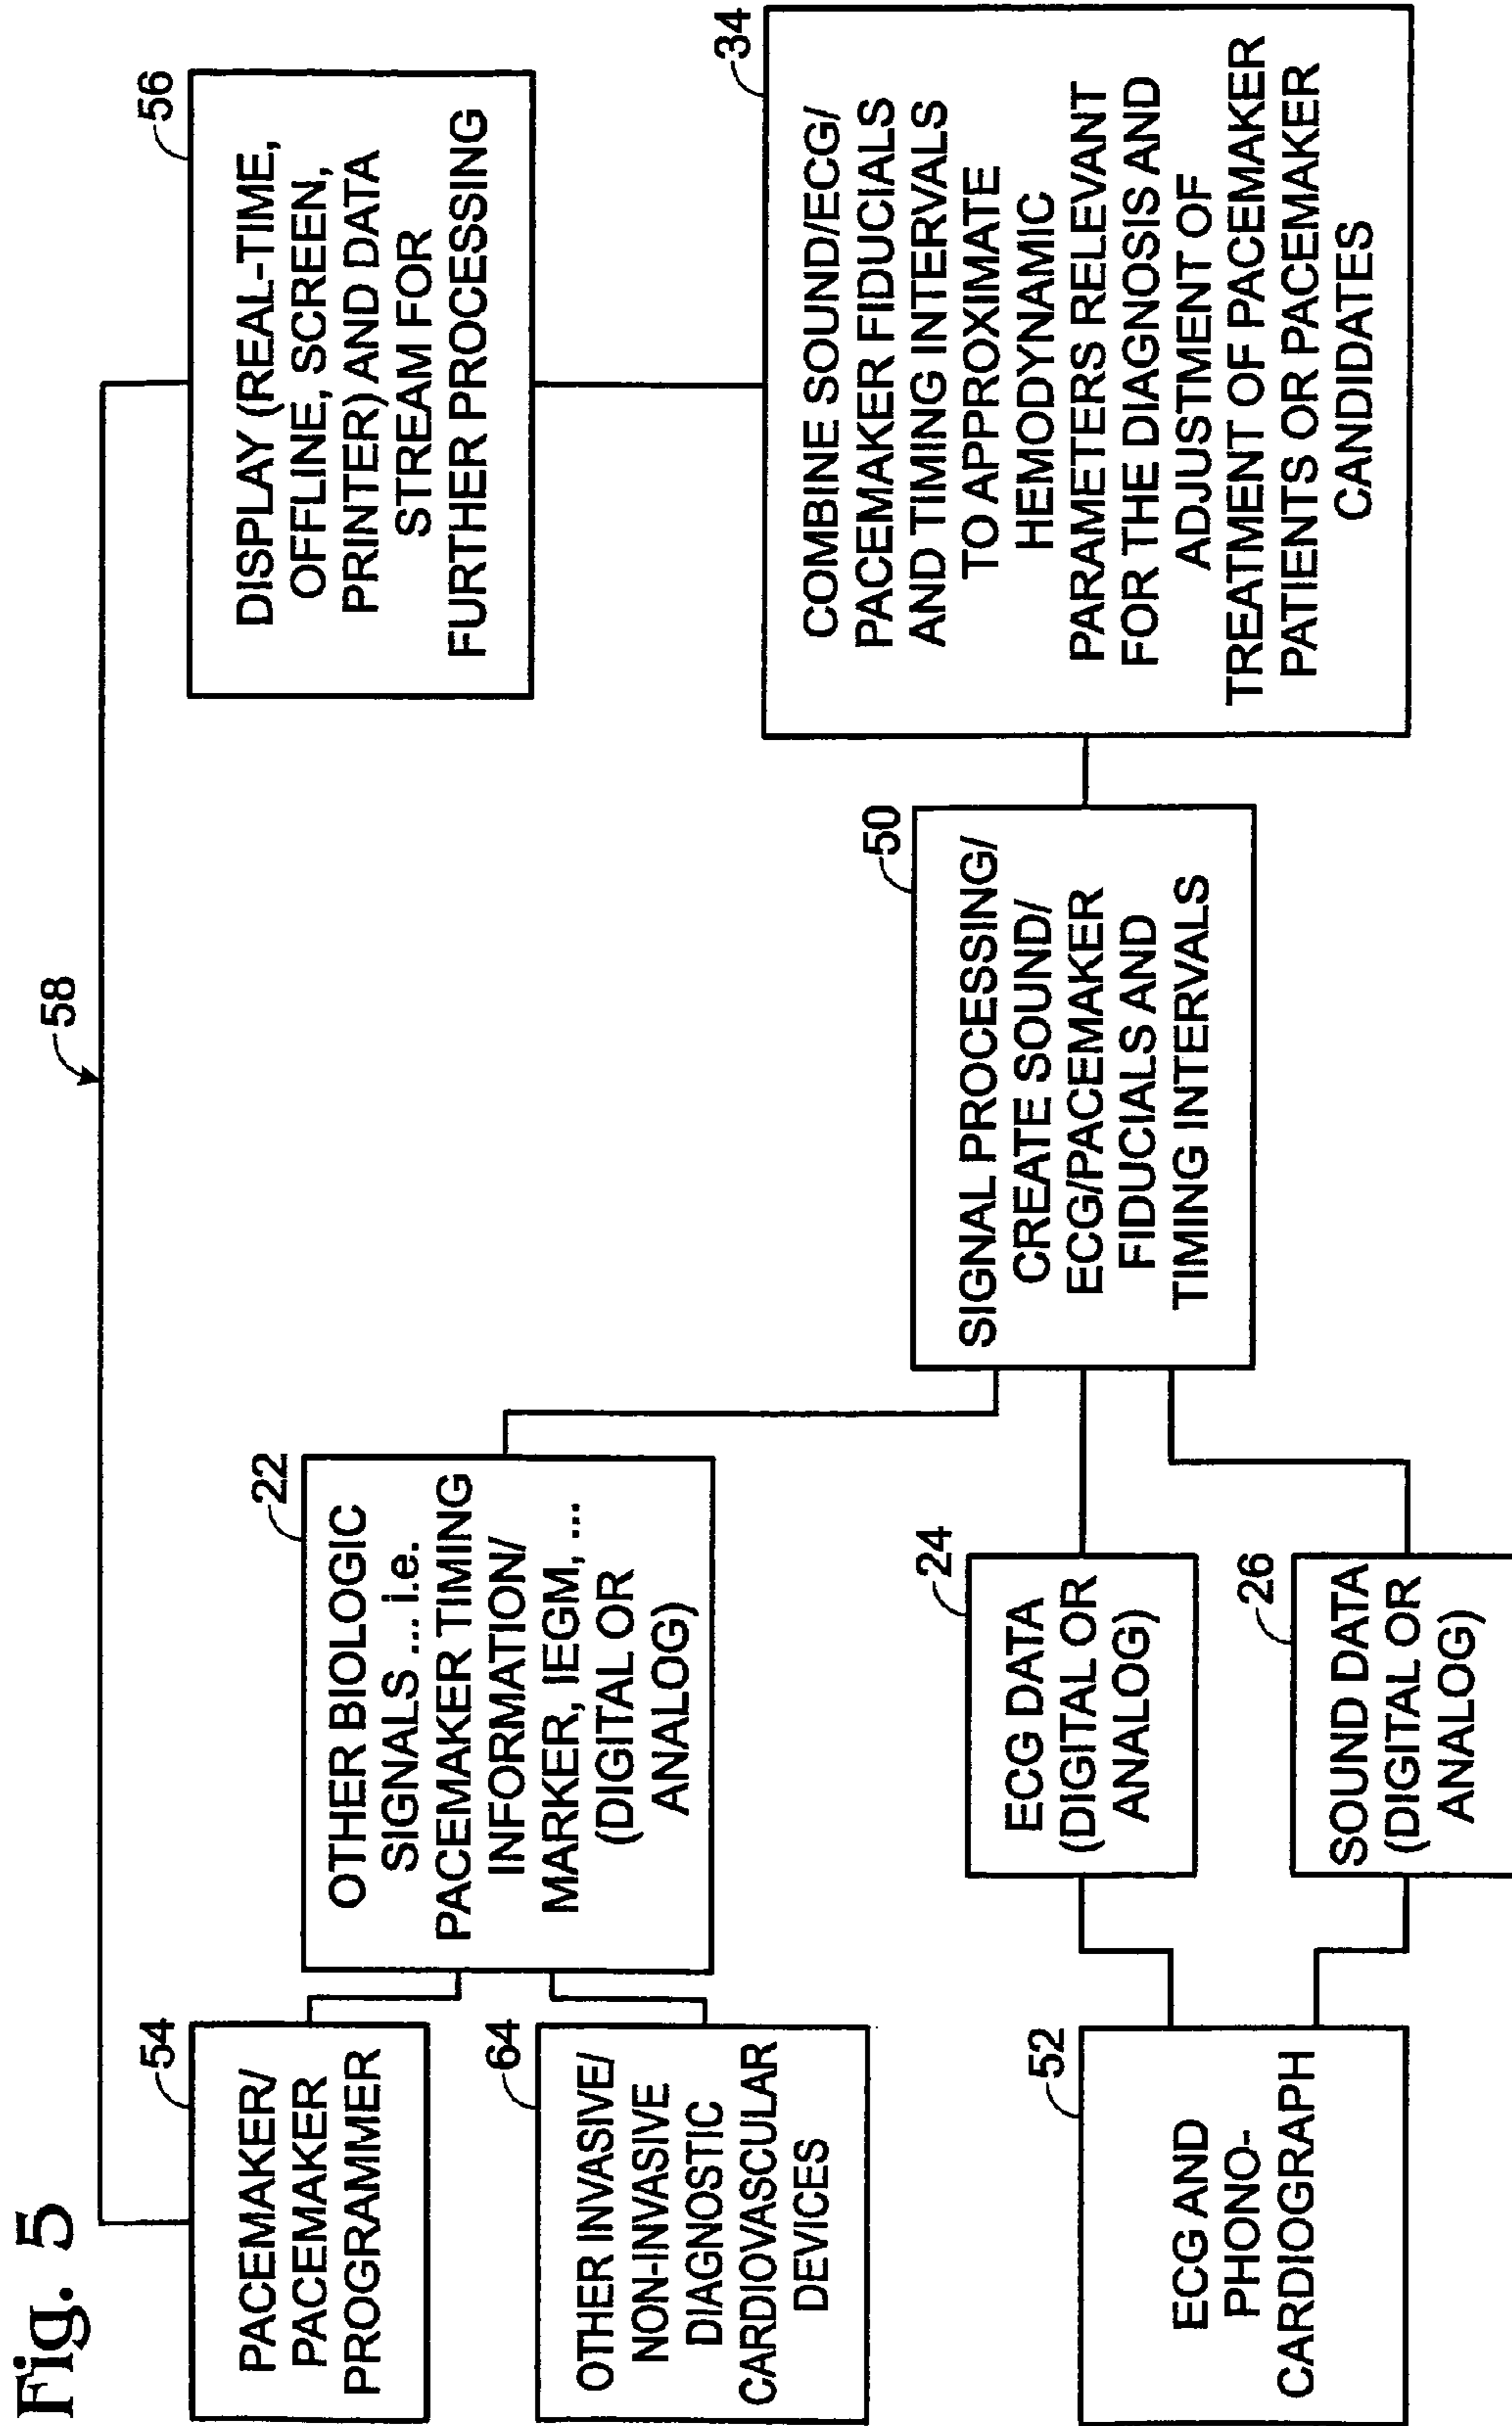 Fig. 5
58
54
PACEMAKER/
PACEMAKER
PROGRAMMER
64
OTHER INVASIVE/
NON-INVASIVE
DIAGNOSTIC
CARDIOVASCULAR
DEVICES
52
ECG AND
PHONO-
CARDIOGRAPH
22
OTHER BIOLOGIC
SIGNALS ... i.e.
PACEMAKER TIMING
INFORMATION/
MARKER, IEGM, ...
(DIGITAL OR
ANALOG)
24
ECG DATA
(DIGITAL OR
ANALOG)
26
SOUND DATA
(DIGITAL OR
ANALOG)
50
SIGNAL PROCESSING/
CREATE SOUND/
ECG/PACEMAKER
FIDUCIALS AND
TIMING INTERVALS
56
DISPLAY (REAL-TIME,
OFFLINE, SCREEN,
PRINTER) AND DATA
STREAM FOR
FURTHER PROCESSING
34
COMBINE SOUND/ECG/
PACEMAKER FIDUCIALS
AND TIMING INTERVALS
TO APPROXIMATE
HEMODYNAMIC
PARAMETERS RELEVANT
FOR THE DIAGNOSIS AND
ADJUSTMENT OF
TREATMENT OF PACEMAKER
PATIENTS OR PACEMAKER
CANDIDATES